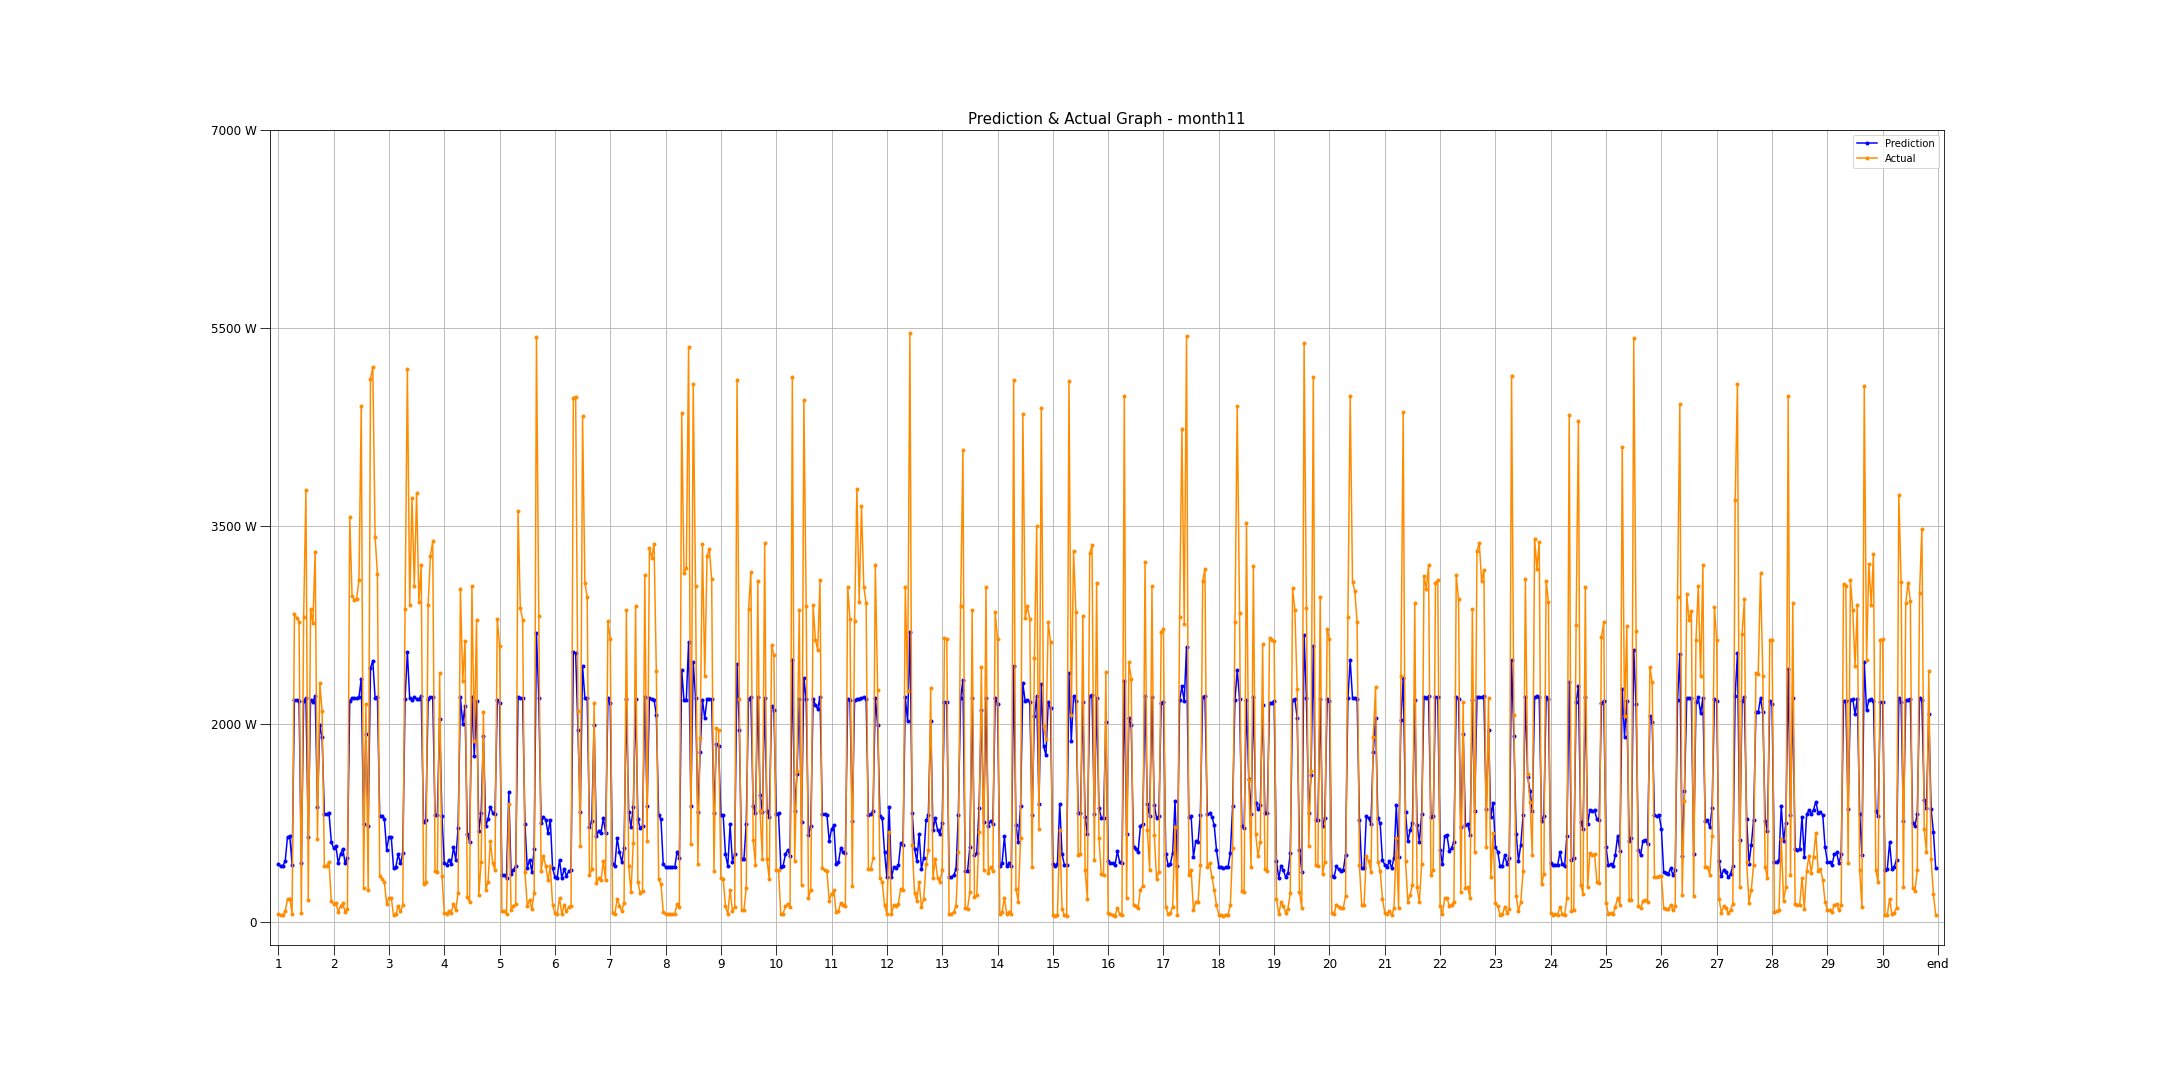 Prediction & Actual Graph - month11
7000 W
5500 W
3500 W
2000 W
0
Prediction
Actual
1 2 3 4 5 6 7 8 9 10 11 12 13 14 15 16 17 18 19 20 21 22 23 24 25 26 27 28 29 30 end